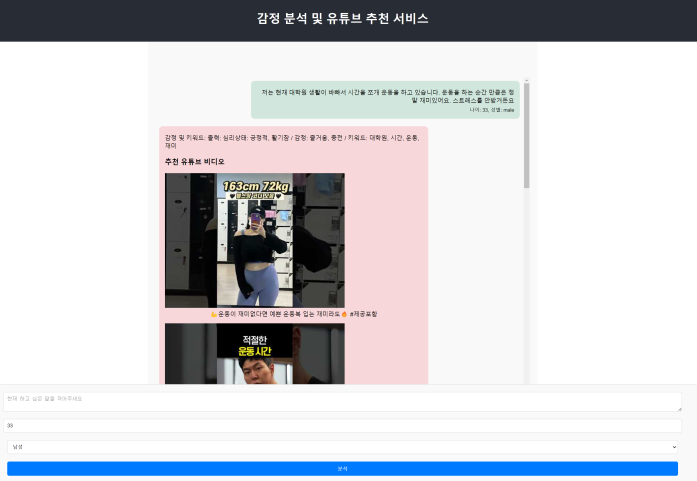 감정 분석 및 유튜브 추천 서비스
저는 현재 대학원 생활이 바빠서 시간을 쪼개 운동을 하고 있습니다. 운동을 하는 순간 만큼은 정
말 재미있어요. 스트레스를 안받거든요
나이: 33, 성별: male
감정 및 키워드: 출력: 심리상태: 긍정적, 활기참 / 감정: 즐거움, 충전 / 키워드: 대학원, 시간, 운동,
재미
추천 유튜브 비디오
163cm 72kg
💪운동이 재미없다면 예쁜 운동복 입는 재미라도🔥 #제공포함
적절한
운동 시간
현재 하고 싶은 말을 적어주세요
33
남성
분석